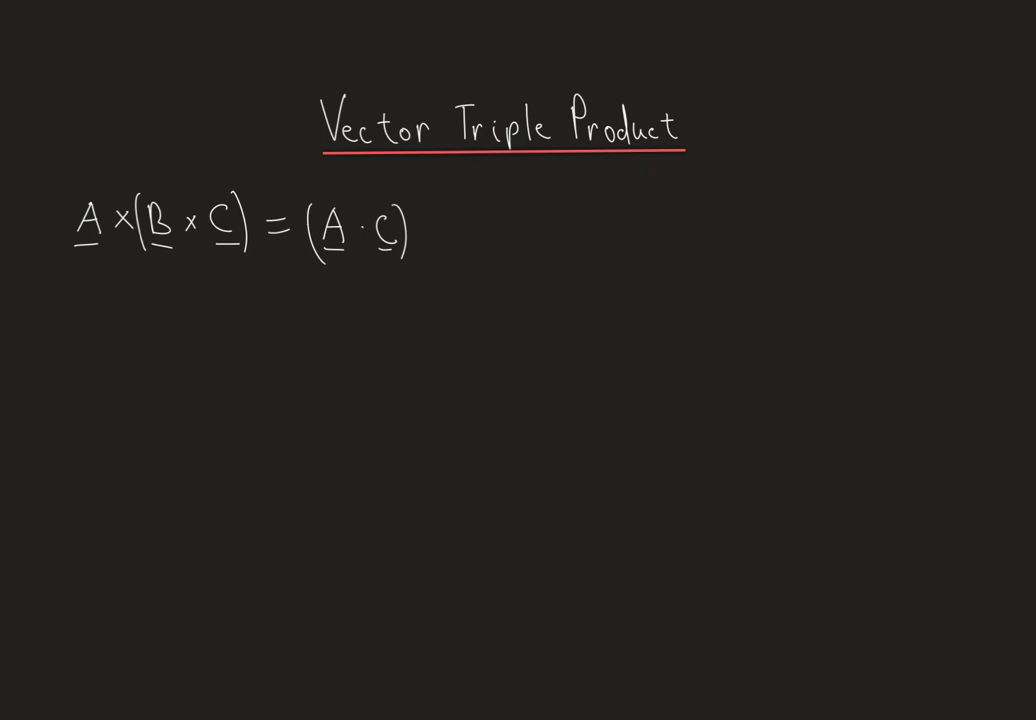 Vector Triple Product
A × (B × C) = (A · C)